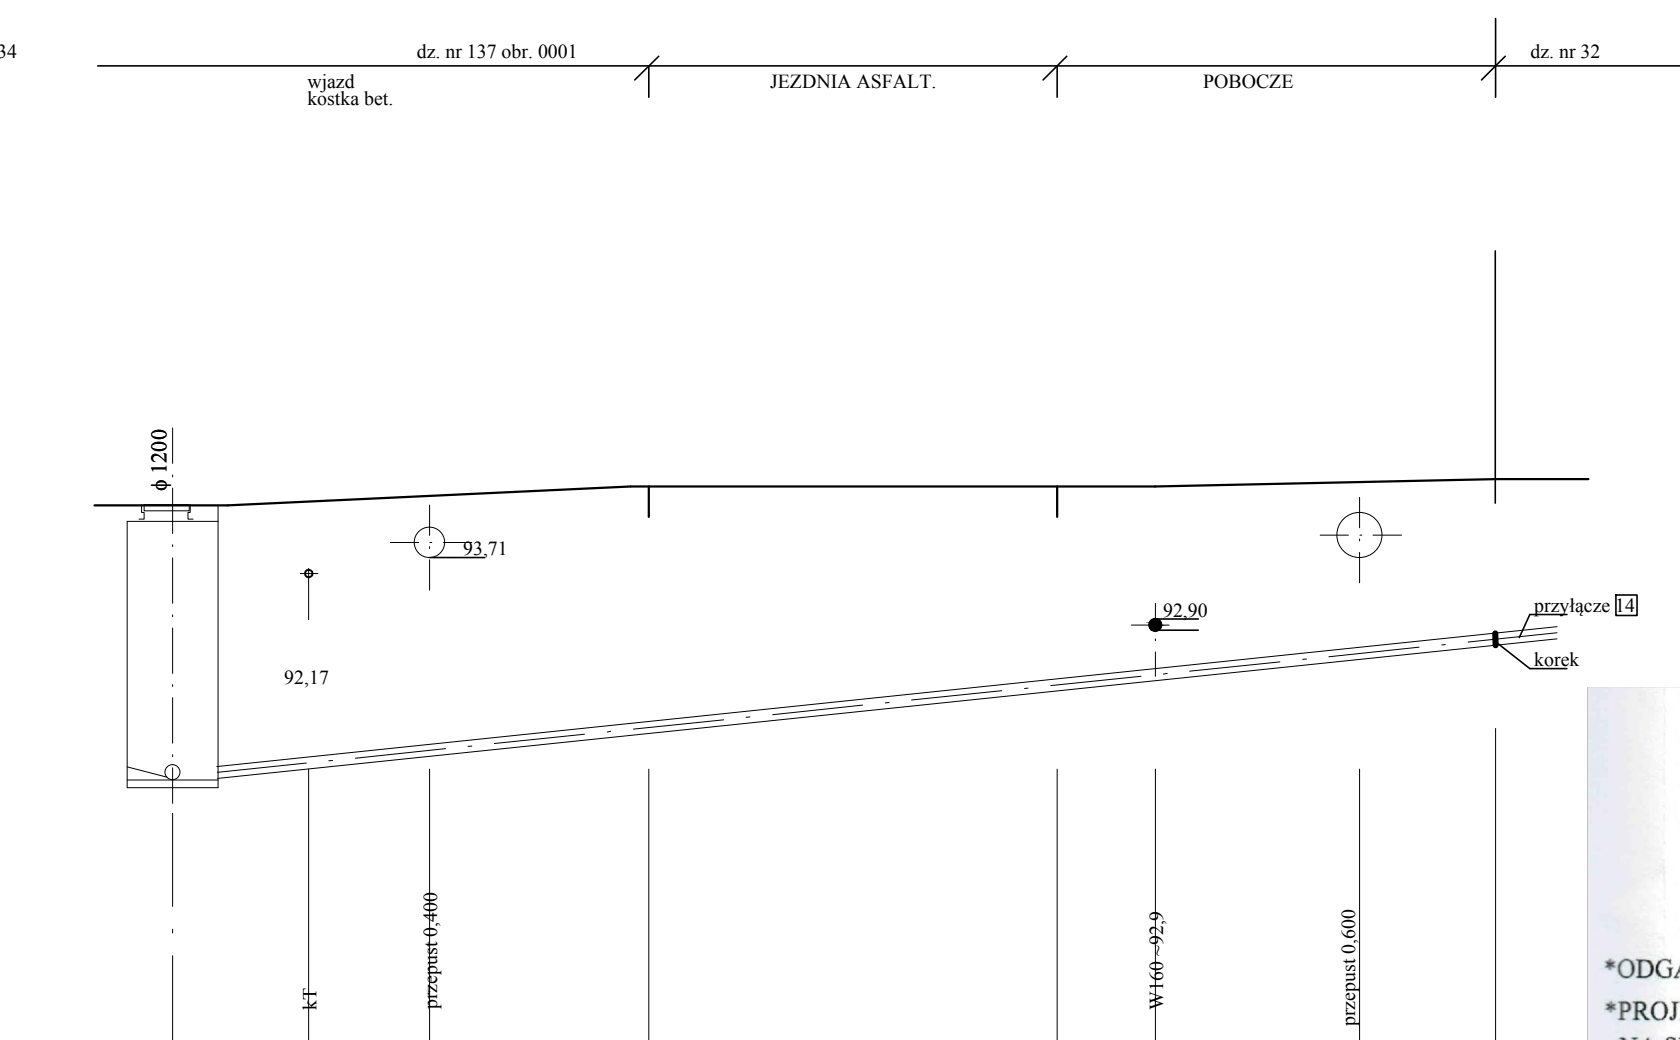 34
dz. nr 137 obr. 0001
dz. nr 32
wjazd
kostka bet.
JEZDNIA ASFALT.
POBOCZE
ϕ 1200
93,71
92,90
przyłącze 14
korek
92,17
kT
przepust 0,400
W160 ~92,9
przepust 0,600
*ODGA
*PROJ